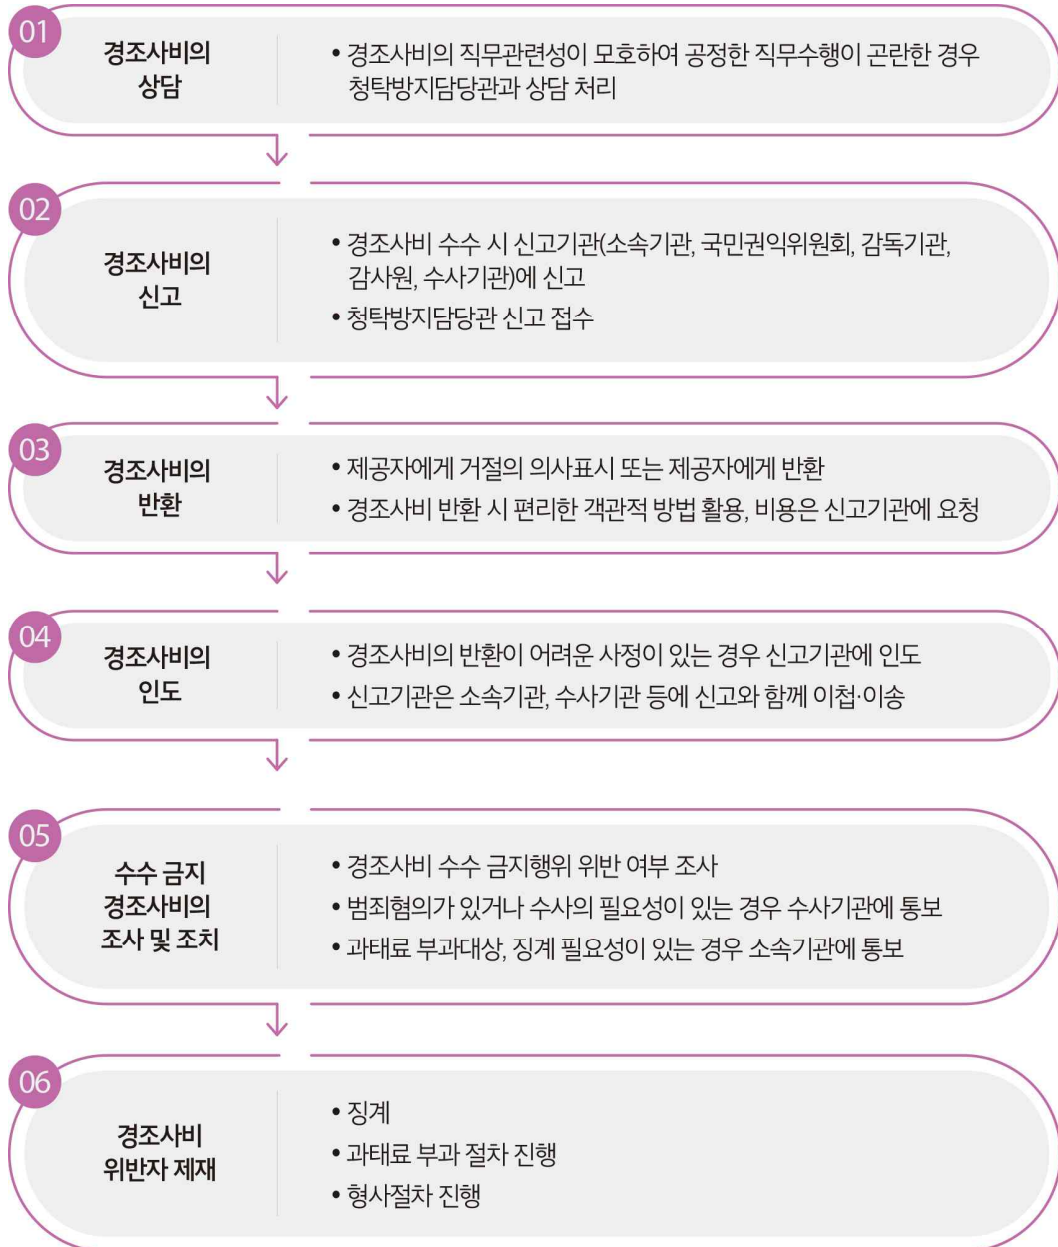 01
경조사비의
상담
• 경조사비의 직무관련성이 모호하여 공정한 직무수행이 곤란한 경우
청탁방지담당관과 상담 처리
02
경조사비의
신고
• 경조사비 수수 시 신고기관(소속기관, 국민권익위원회, 감독기관,
감사원, 수사기관)에 신고
• 청탁방지담당관 신고 접수
03
경조사비의
반환
• 제공자에게 거절의 의사표시 또는 제공자에게 반환
• 경조사비 반환 시 편리한 객관적 방법 활용, 비용은 신고기관에 요청
04
경조사비의
인도
• 경조사비의 반환이 어려운 사정이 있는 경우 신고기관에 인도
• 신고기관은 소속기관, 수사기관 등에 신고와 함께 이첩·이송
05
수수 금지
경조사비의
조사 및 조치
• 경조사비 수수 금지행위 위반 여부 조사
• 범죄혐의가 있거나 수사의 필요성이 있는 경우 수사기관에 통보
• 과태료 부과대상, 징계 필요성이 있는 경우 소속기관에 통보
06
경조사비
위반자 제재
• 징계
• 과태료 부과 절차 진행
• 형사절차 진행